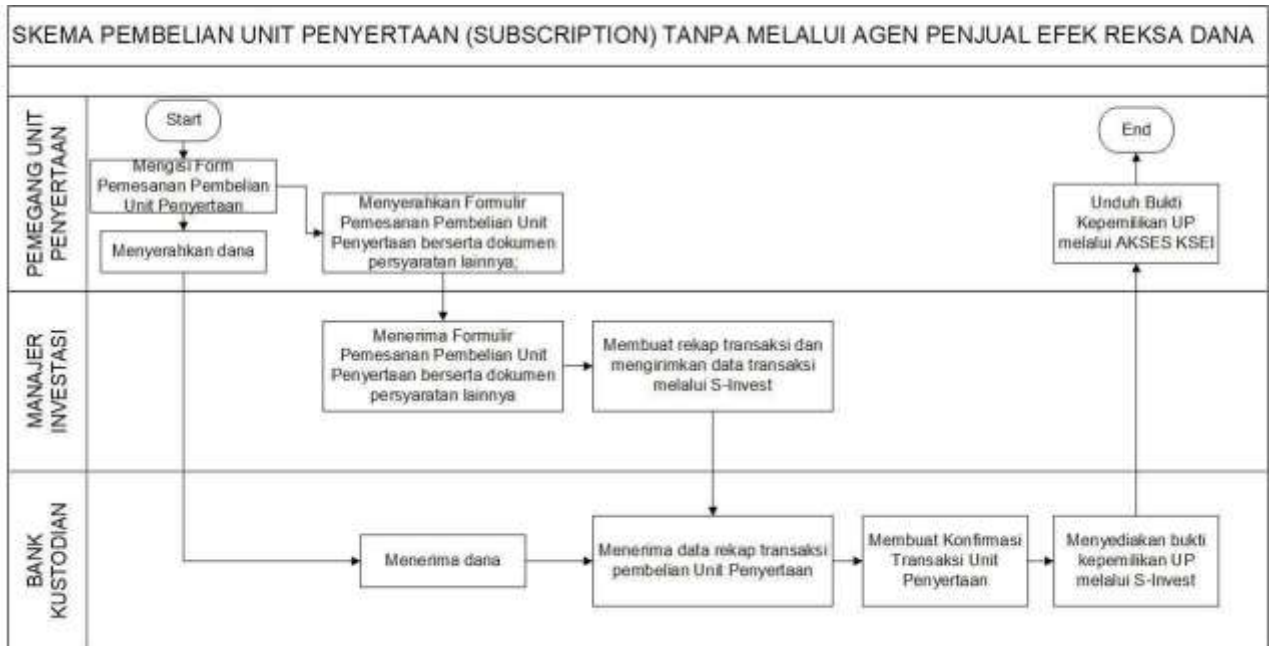 SKEMA PEMBELIAN UNIT PENYERTAAN (SUBSCRIPTION) TANPA MELALUI AGEN PENJUAL EFEK REKSA DANA
PEMEGANG UNIT
PENYERTAAN
Start
Mengisi Form
Pemesanan Pembelian
Unit Penyertaan
Menyerahkan dana
Menyerahkan Formulir
Pemesanan Pembelian Unit
Penyertaan berserta dokumen
persyaratan lainnya;
End
Unduh Bukti
Kepemilikan UP
melalui AKSES KSEI
MANAJER
INVESTASI
Menerima Formulir
Pemesanan Pembelian Unit
Penyertaan berserta dokumen
persyaratan lainnya
Membuat rekap transaksi dan
mengirimkan data transaksi
melalui S-Invest
BANK
KUSTODIAN
Menerima dana
Menerima data rekap transaksi
pembelian Unit Penyertaan
Membuat Konfirmasi
Transaksi Unit
Penyertaan
Menyediakan bukti
kepemilikan UP
melalui S-Invest